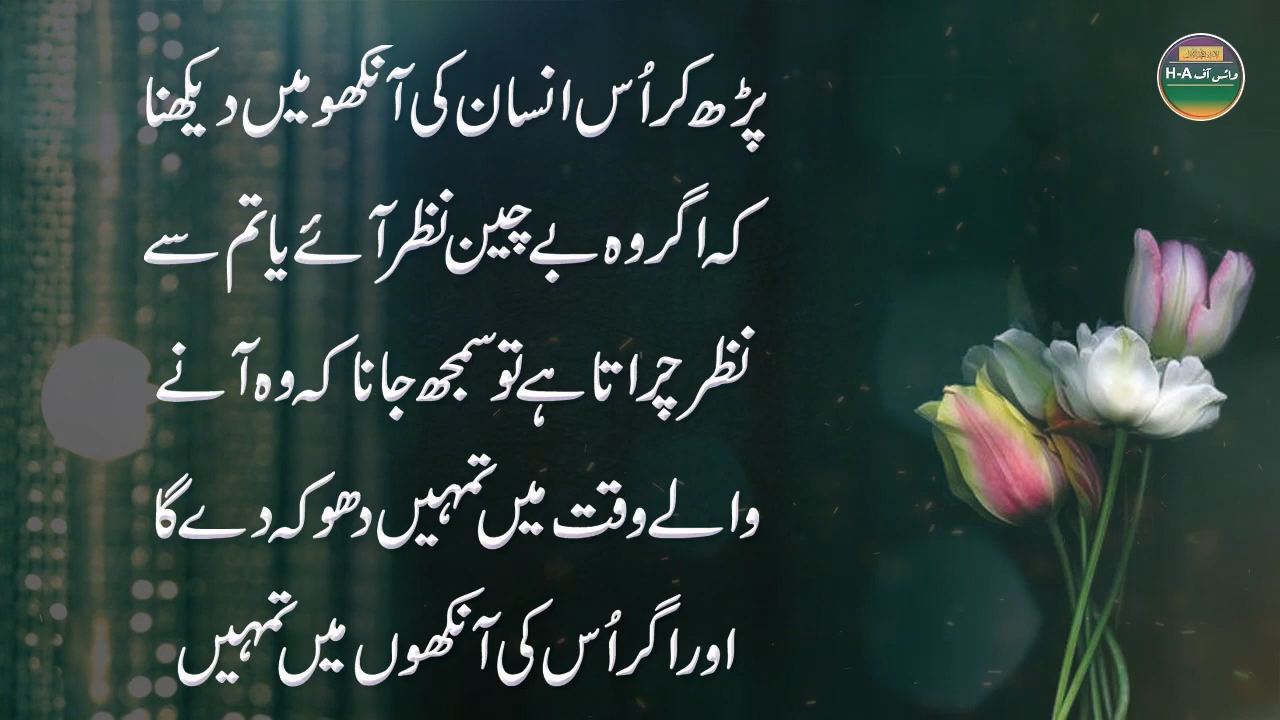 پڑھ کر اُس انسان کی آنکھو میں دیکھنا
کہ اگر وہ بے چین نظر آئے یا تم سے
نظر چراتا ہے تو سمجھ جانا کہ وہ آنے
والے وقت میں تمہیں دھوکہ دے گا
اور اگر اُس کی آنکھوں میں تمہیں
وائس آف H-A